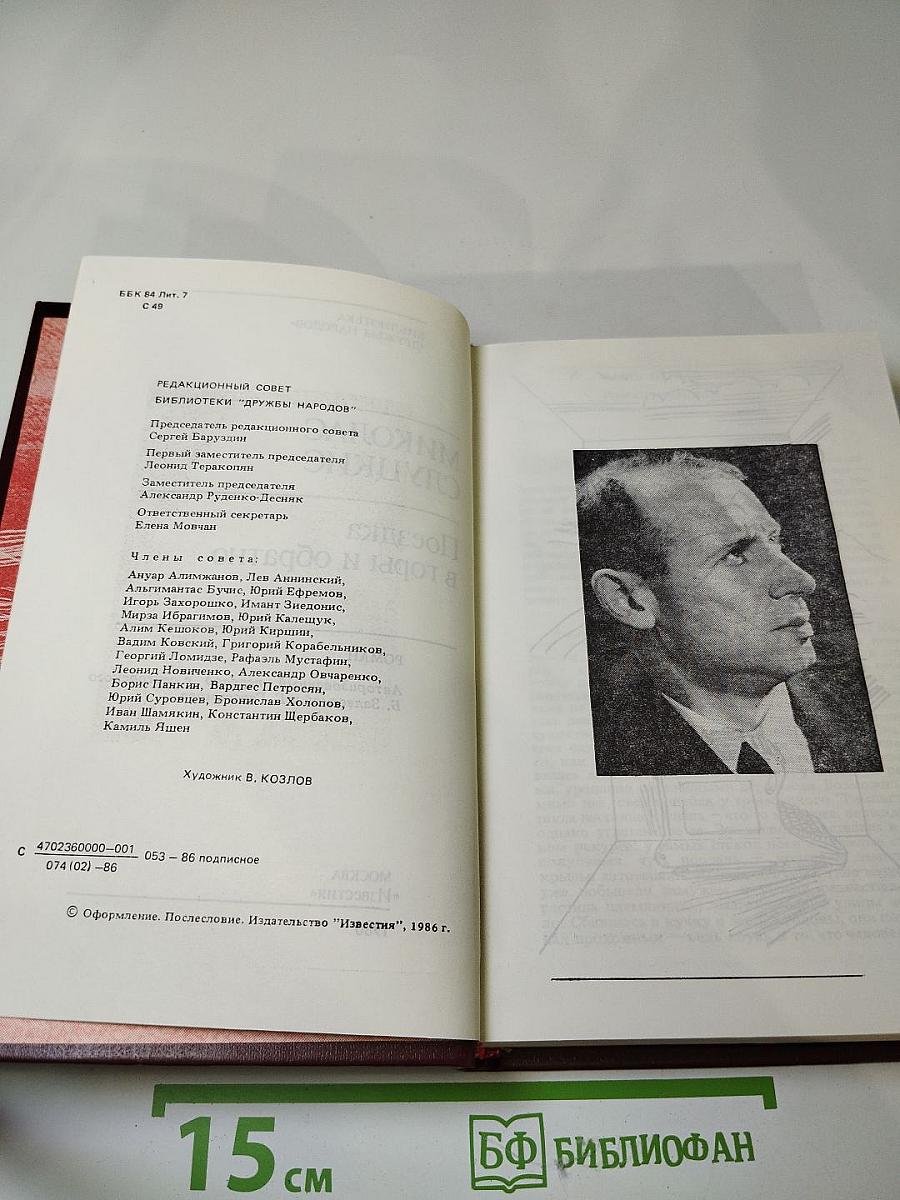 ББК 84 Лит. 7
С 49
РЕДАКЦИОННЫЙ СОВЕТ
БИБЛИОТЕКИ "ДРУЖБЫ НАРОДОВ"
Председатель редакционного совета
Сергей Баруздин
Первый заместитель председателя
Леонид Теракопян
Заместитель председателя
Александр Руденко-Десняк
Ответственный секретарь
Елена Мовчан
Члены совета:
Ануар Алимжанов, Лев Аннинский,
Альгимантас Бучис, Юрий Ефремов,
Игорь Захорошко, Имант Зиедонис,
Мирза Ибрагимов, Юрий Калещук,
Алим Кешоков, Юрий Киршин,
Вадим Ковский, Григорий Корабельников,
Георгий Ломидзе, Рафаэль Мустафин,
Леонид Новиченко, Александр Овчаренко,
Борис Панкин, Вардгес Петросян,
Юрий Суровцев, Бронислав Холопов,
Иван Шамякин, Константин Щербаков,
Камиль Яшен
Художник В. КОЗЛОВ
С 4702360000—001 053 — 86 подписное
074 (02) —86
© Оформление. Послесловие. Издательство "Известия", 1986 г.
15 см
БФ БИБЛИОФАН